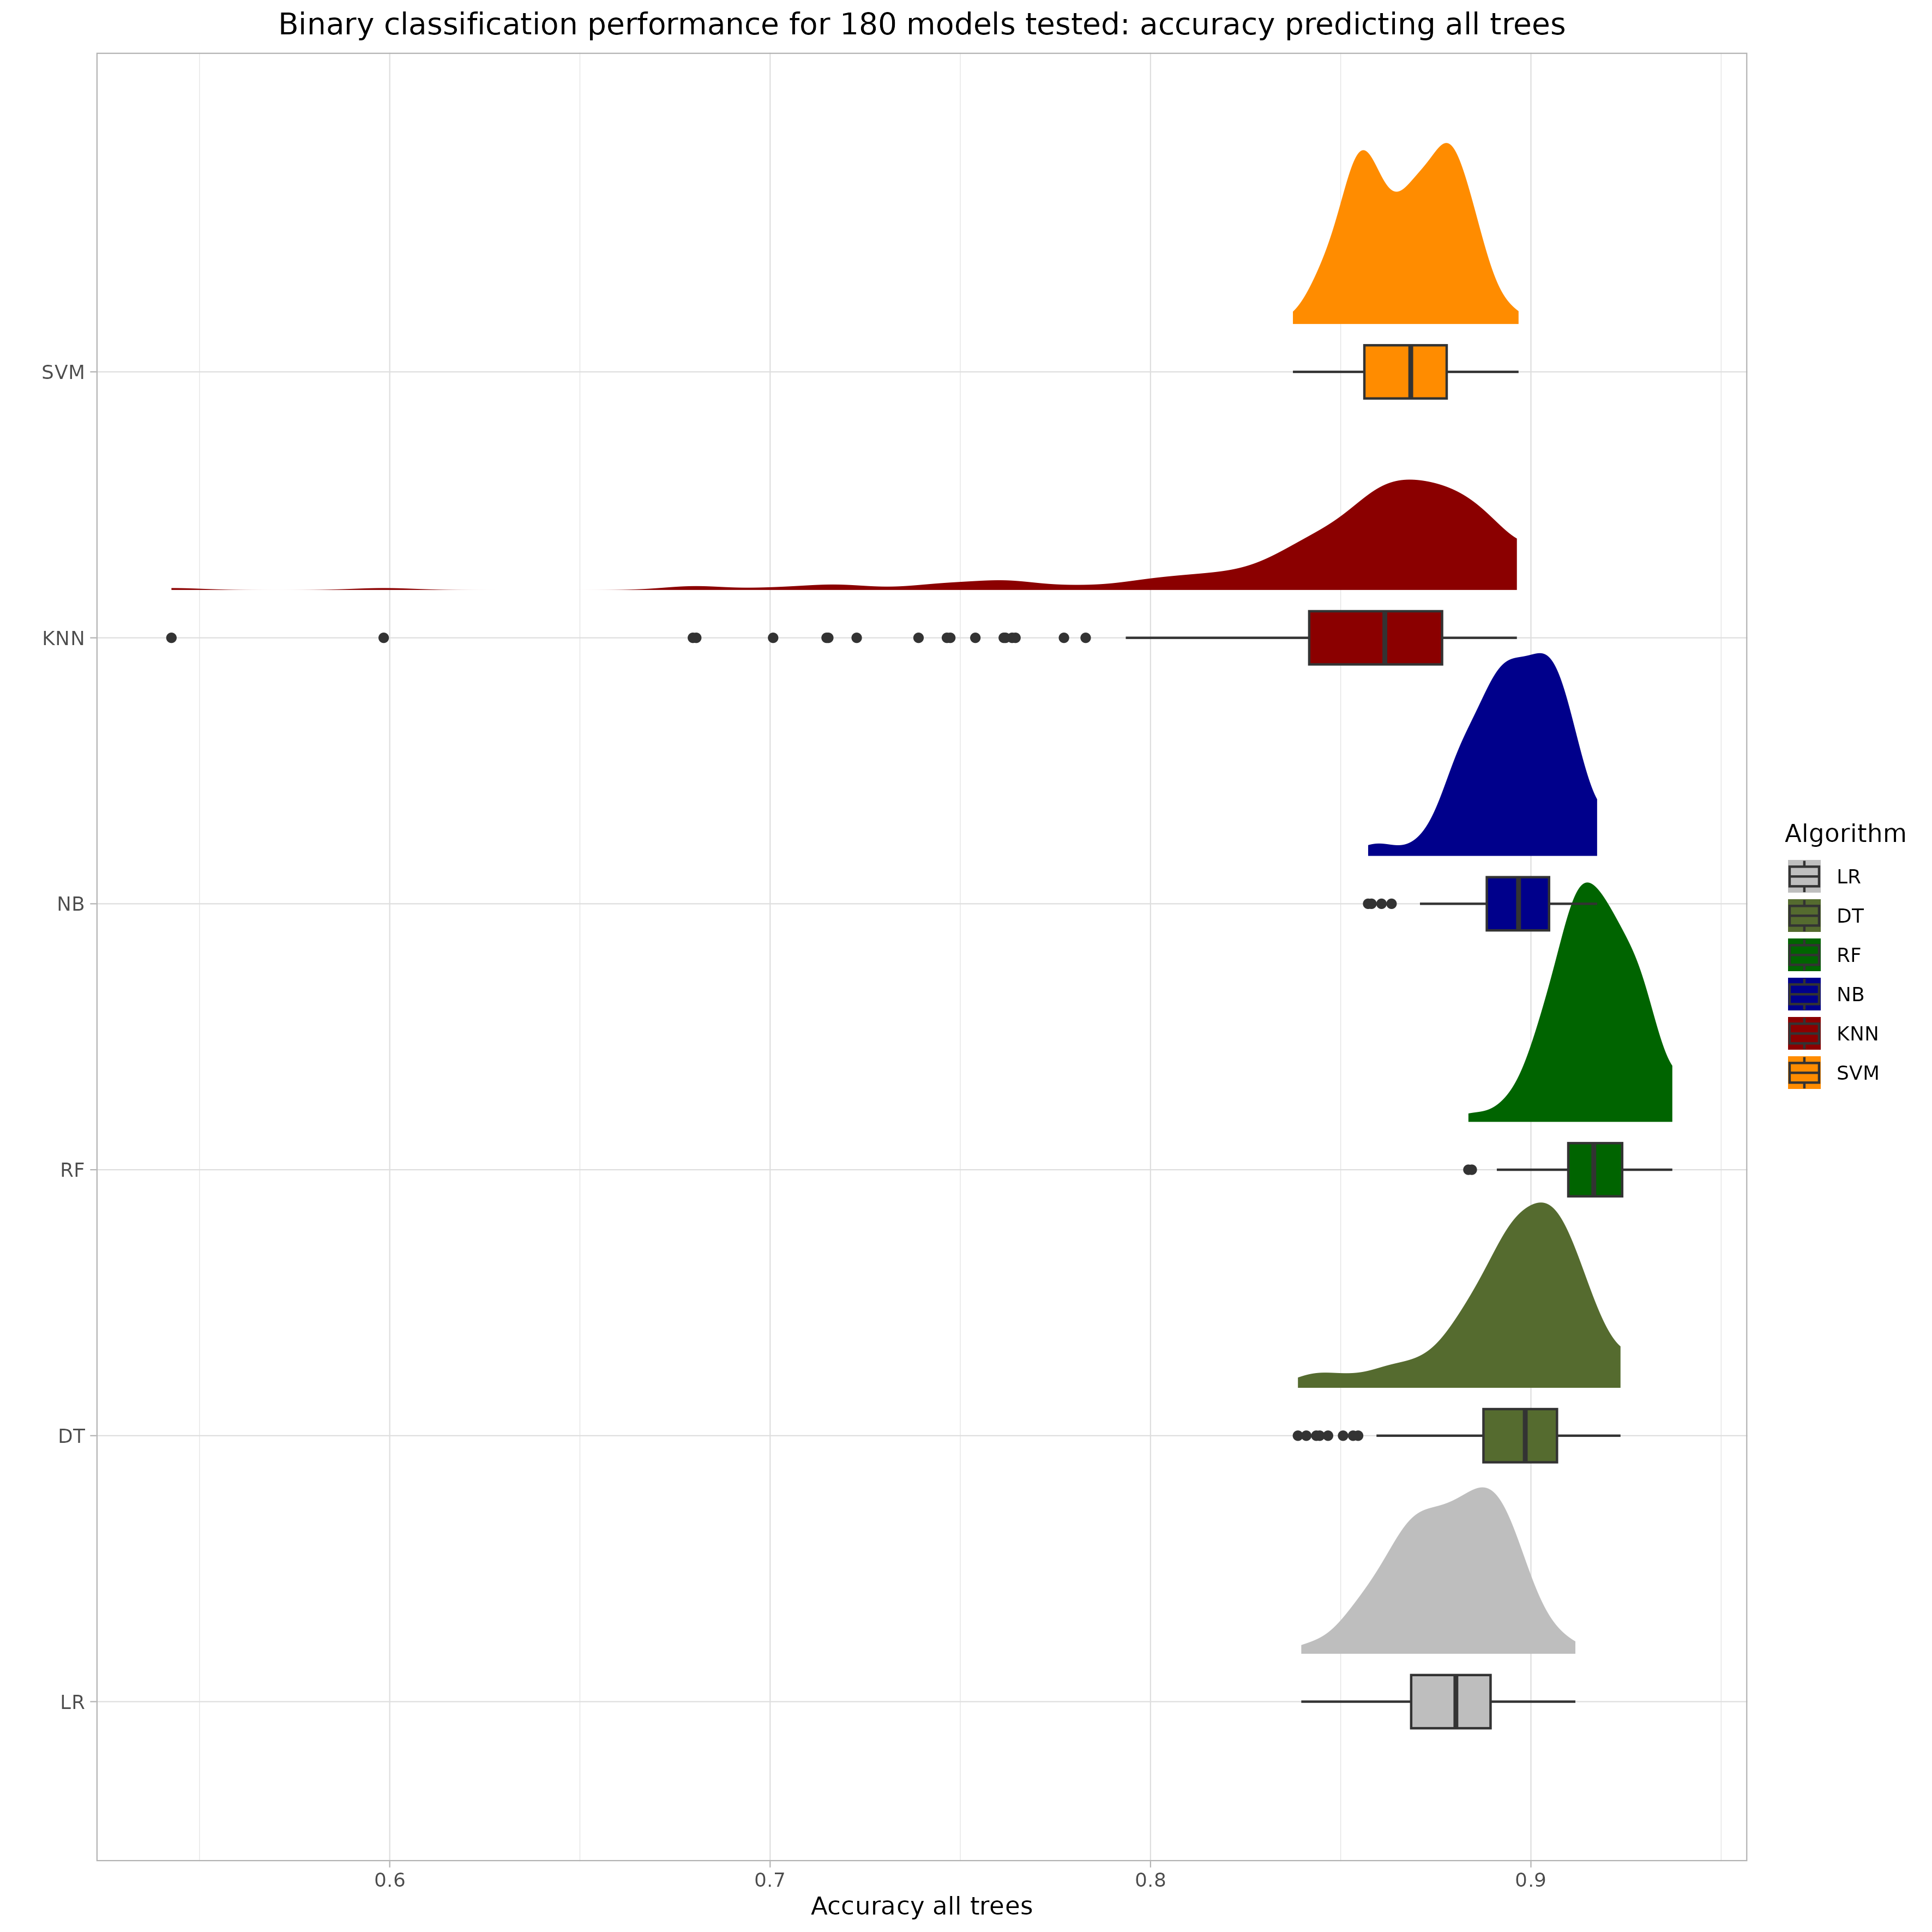 Binary classification performance for 180 models tested: accuracy predicting all trees
SVM
KNN
NB
RF
DT
LR
0.6 0.7 0.8 0.9
Accuracy all trees
Algorithm
LR
DT
RF
NB
KNN
SVM